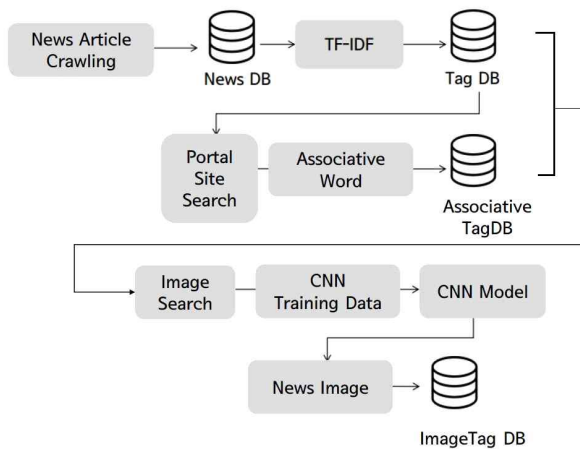 News Article
Crawling
News DB
TF-IDF
Tag DB
Portal
Site
Search
Associative
Word
Associative
TagDB
Image
Search
CNN
Training Data
CNN Model
News Image
ImageTag DB